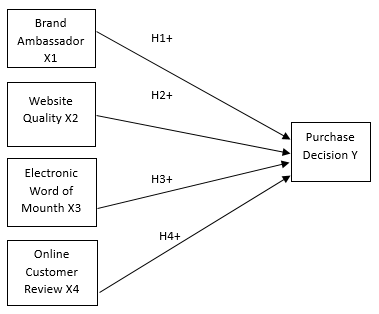 Brand
Ambassador
X1
H1+
Website
Quality X2
H2+
Purchase
Decision Y
Electronic
Word of
Mounth X3
H3+
Online
Customer
Review X4
H4+